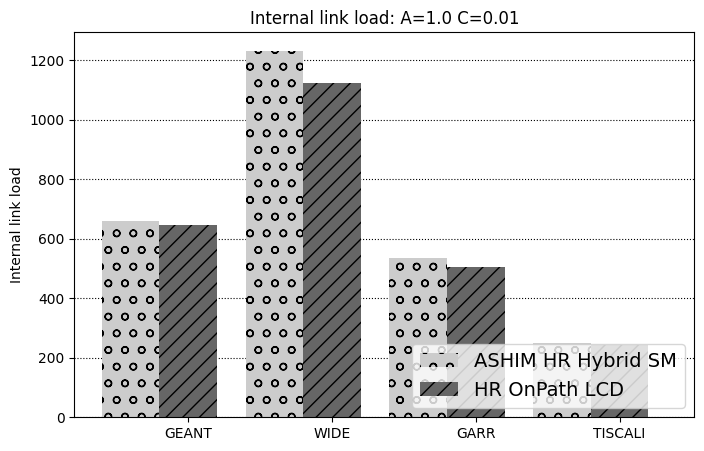 Internal link load: A=1.0 C=0.01
Internal link load
1200
1000
800
600
400
200
0
ASHIM HR Hybrid SM
HR OnPath LCD
GEANT
WIDE
GARR
TISCALI